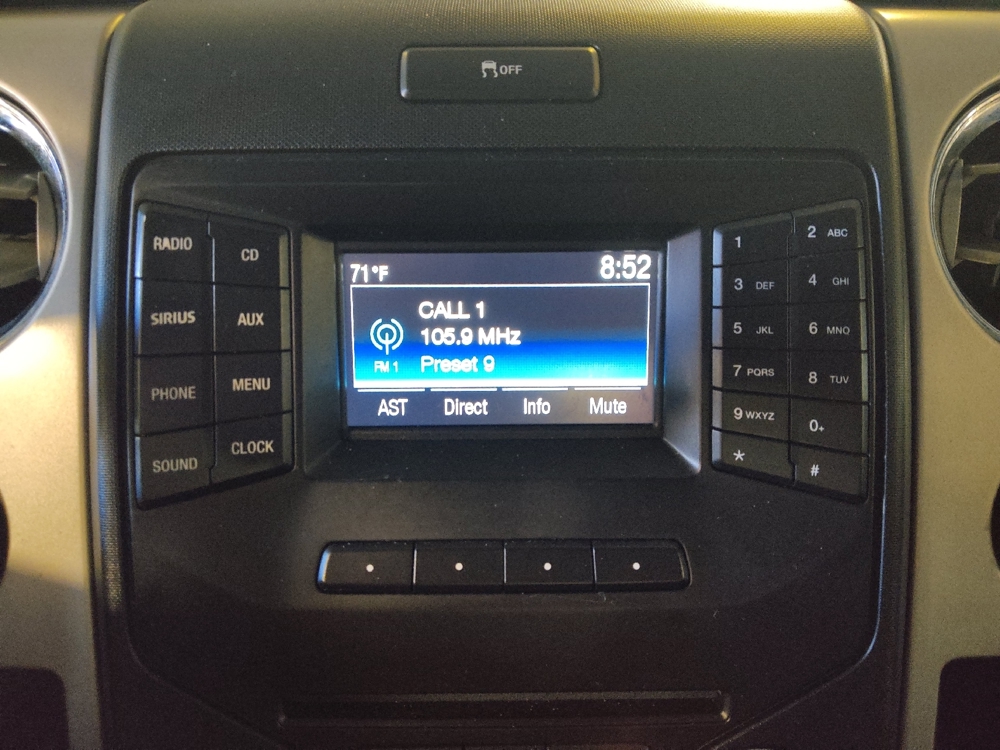 OFF
RADIO
CD
SIRIUS
AUX
PHONE
MENU
SOUND
CLOCK
71°F
8:52
CALL 1
105.9 MHz
FM 1
Preset 9
AST Direct Info Mute
1
2 ABC
3 DEF
4 GHI
5 JKL
6 MNO
7 PQRS
8 TUV
9 WXYZ
0+
*
#